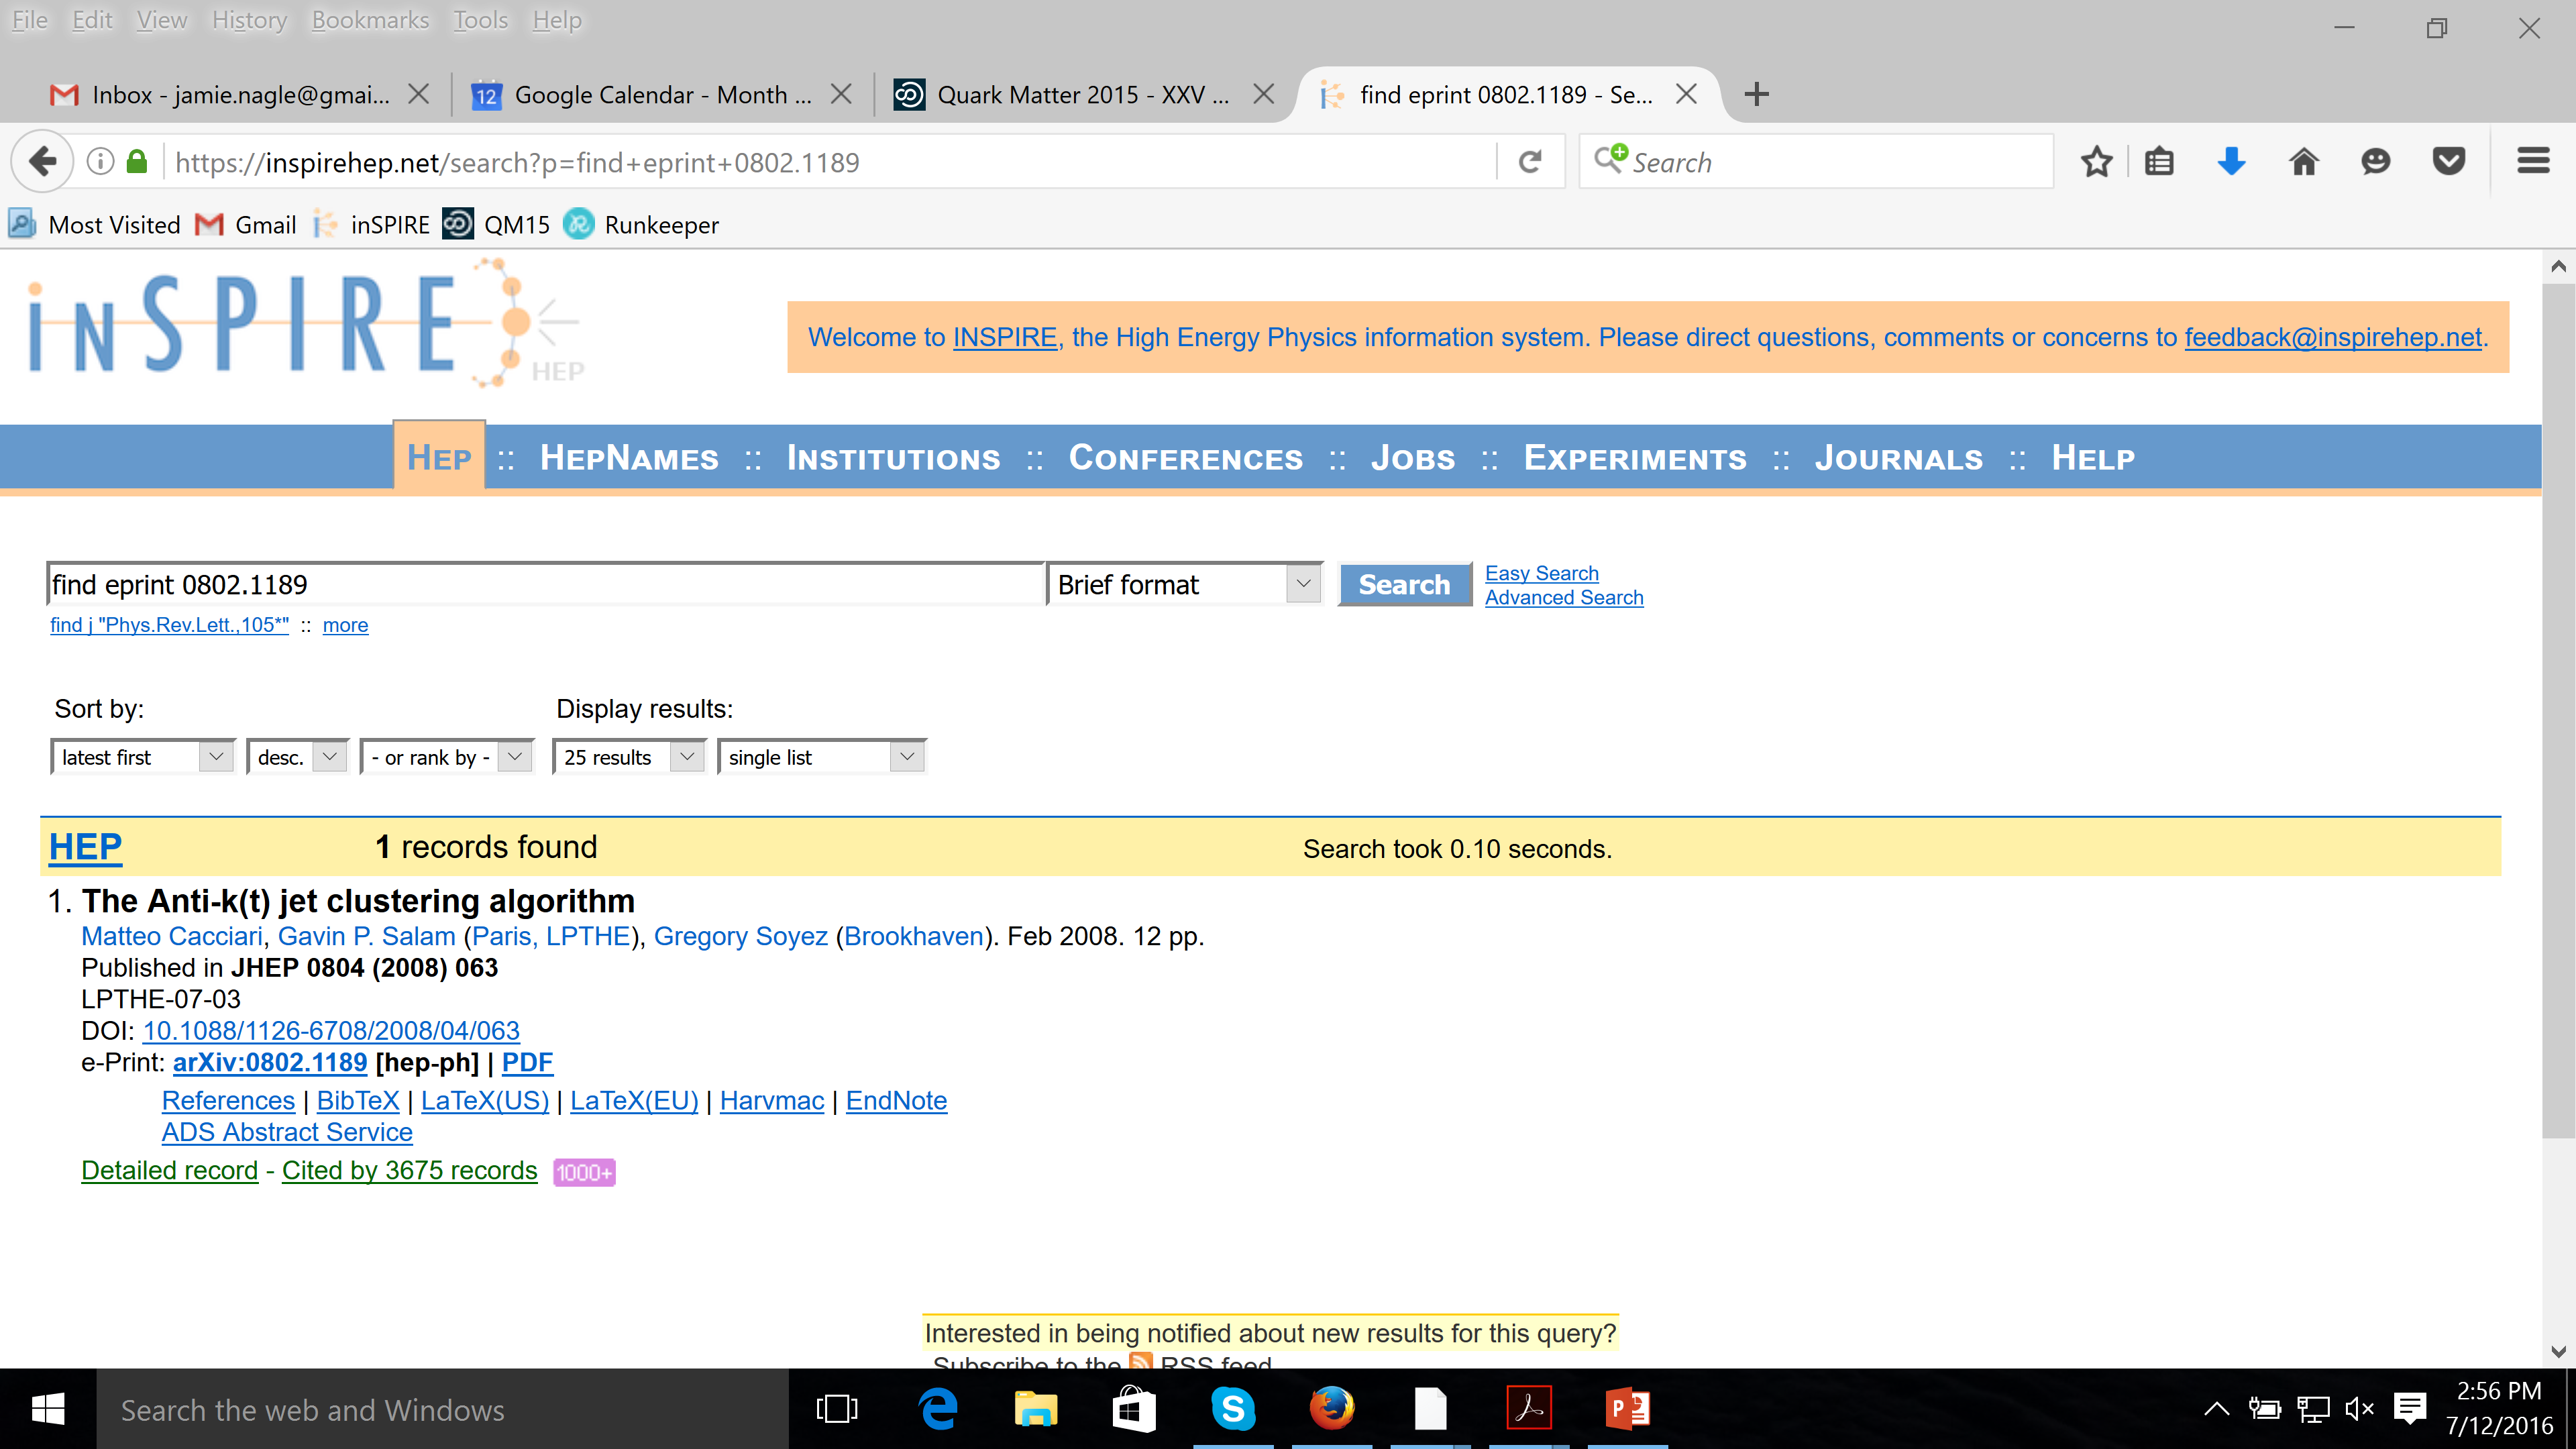 File Edit View History Bookmarks Tools Help
Inbox - jamie.nagle@gmai... Google Calendar - Month ... Quark Matter 2015 - XXV ... find eprint 0802.1189 - Se...
https://inspirehep.net/search?p=find+eprint+0802.1189 Search
Most Visited Gmail inSPIRE QM15 Runkeeper
iNSPIRE HEP
Welcome to INSPIRE, the High Energy Physics information system. Please direct questions, comments or concerns to feedback@inspirehep.net.
HEP :: HEPNAMES :: INSTITUTIONS :: CONFERENCES :: JOBS :: EXPERIMENTS :: JOURNALS :: HELP
find eprint 0802.1189 Brief format Search Easy Search
Advanced Search
find j "Phys.Rev.Lett.,105*" :: more
Sort by: Display results:
latest first desc. - or rank by - 25 results single list
HEP 1 records found Search took 0.10 seconds.
1. The Anti-k(t) jet clustering algorithm
Matteo Cacciari, Gavin P. Salam (Paris, LPTHE), Gregory Soyez (Brookhaven). Feb 2008. 12 pp.
Published in JHEP 0804 (2008) 063
LPTHE-07-03
DOI: 10.1088/1126-6708/2008/04/063
e-Print: arXiv:0802.1189 [hep-ph] | PDF
References | BibTeX | LaTeX(US) | LaTeX(EU) | Harvmac | EndNote
ADS Abstract Service
Detailed record - Cited by 3675 records 1000+
Interested in being notified about new results for this query?
Subscribe to the RSS feed
Search the web and Windows
2:56 PM
7/12/2016